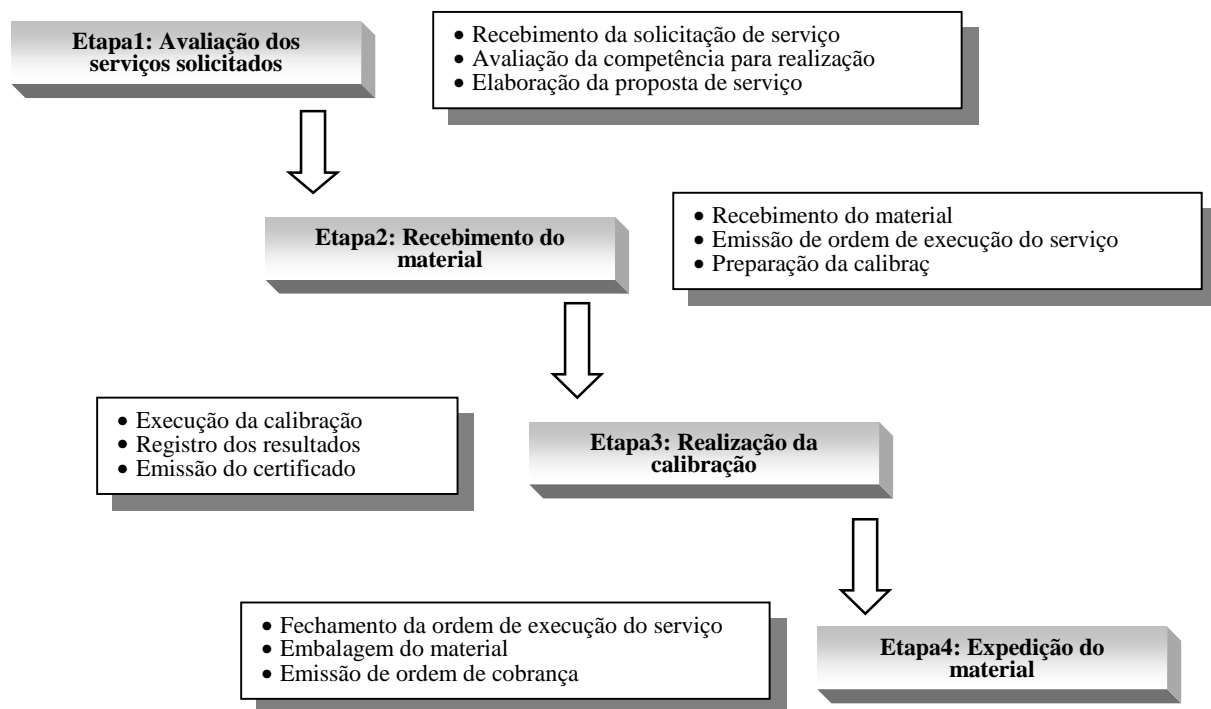 Etapa1: Avaliação dos
serviços solicitados
• Recebimento da solicitação de serviço
• Avaliação da competência para realização
• Elaboração da proposta de serviço
Etapa2: Recebimento do
material
• Recebimento do material
• Emissão de ordem de execução do serviço
• Preparação da calibraç
• Execução da calibração
• Registro dos resultados
• Emissão do certificado
Etapa3: Realização da
calibração
• Fechamento da ordem de execução do serviço
• Embalagem do material
• Emissão de ordem de cobrança
Etapa4: Expedição do
material